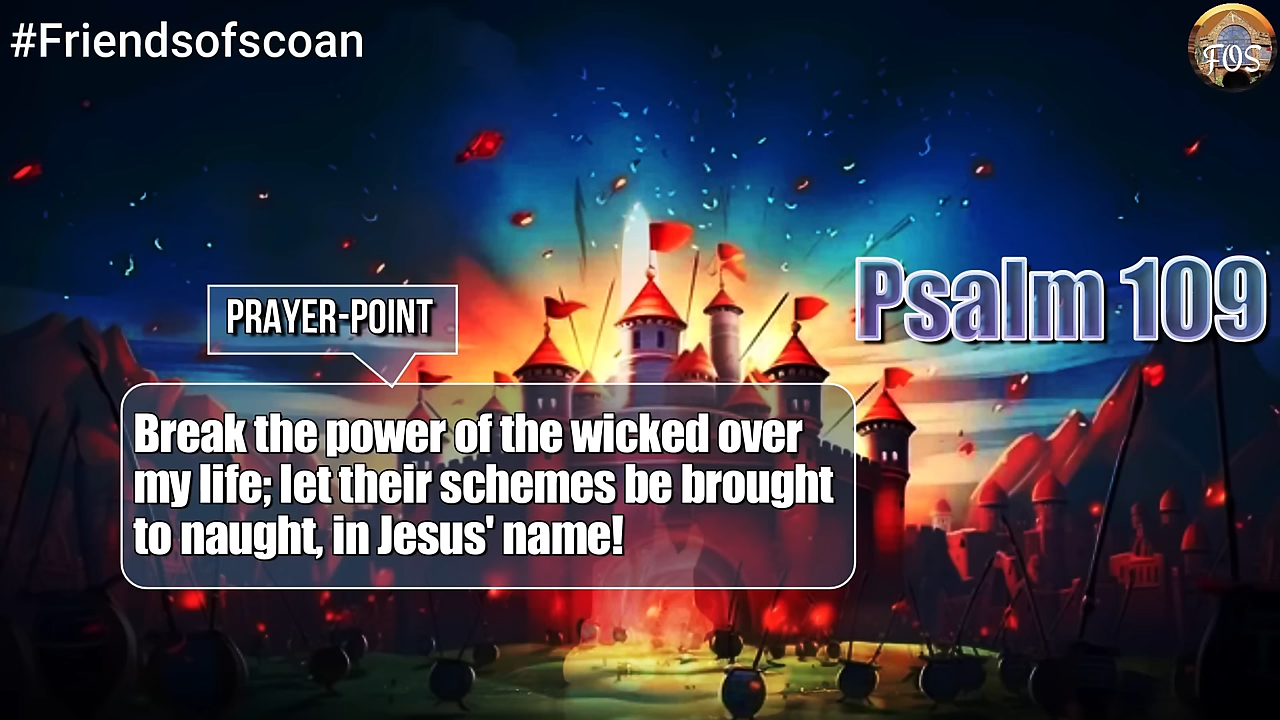 #Friendsofscoan
FOS
Psalm 109
PRAYER-POINT
Break the power of the wicked over
my life; let their schemes be brought
to naught, in Jesus' name!